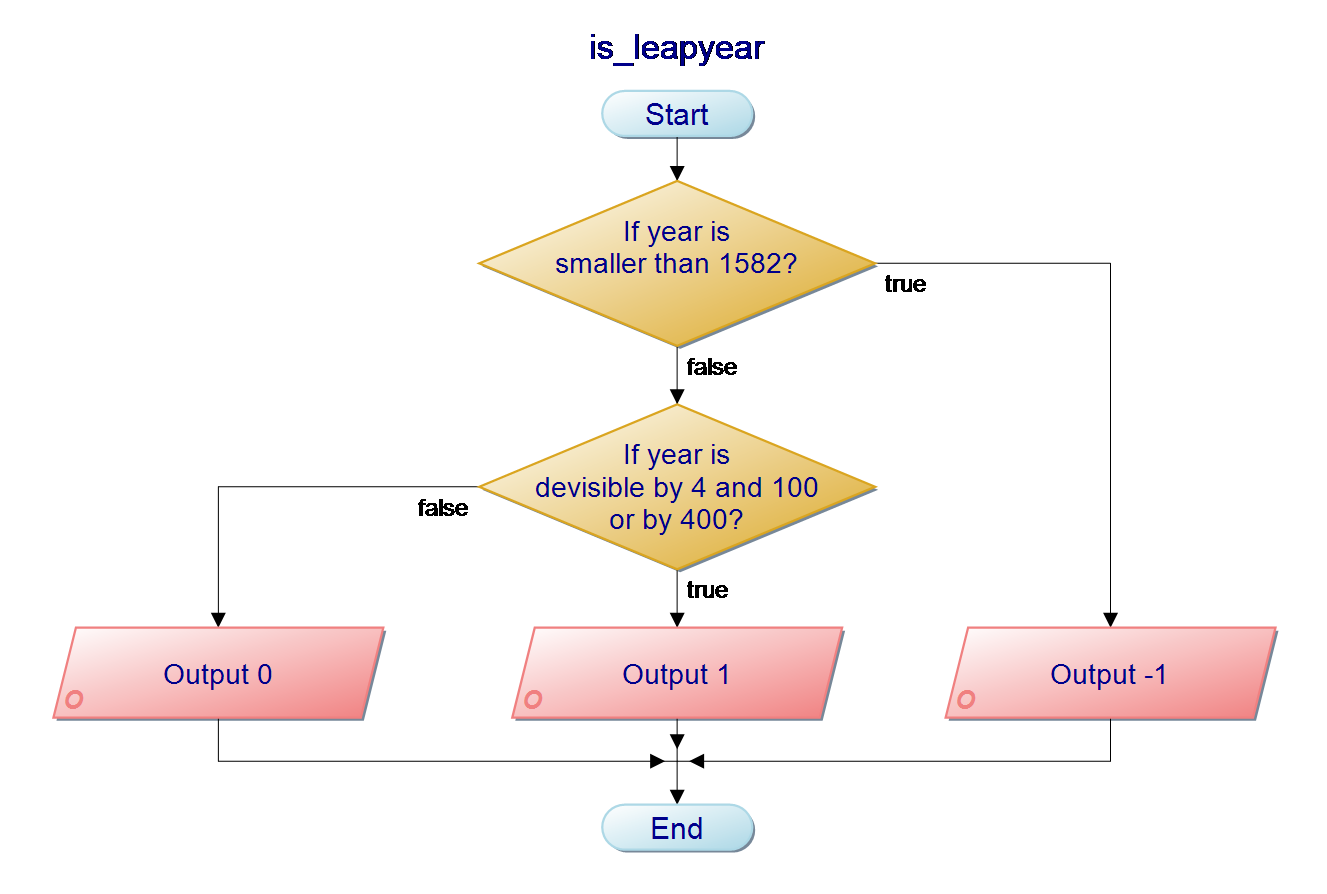 is_leapyear
Start
If year is
smaller than 1582?
true
false
If year is
devisible by 4 and 100
or by 400?
false
true
Output 0
Output 1
Output -1
End